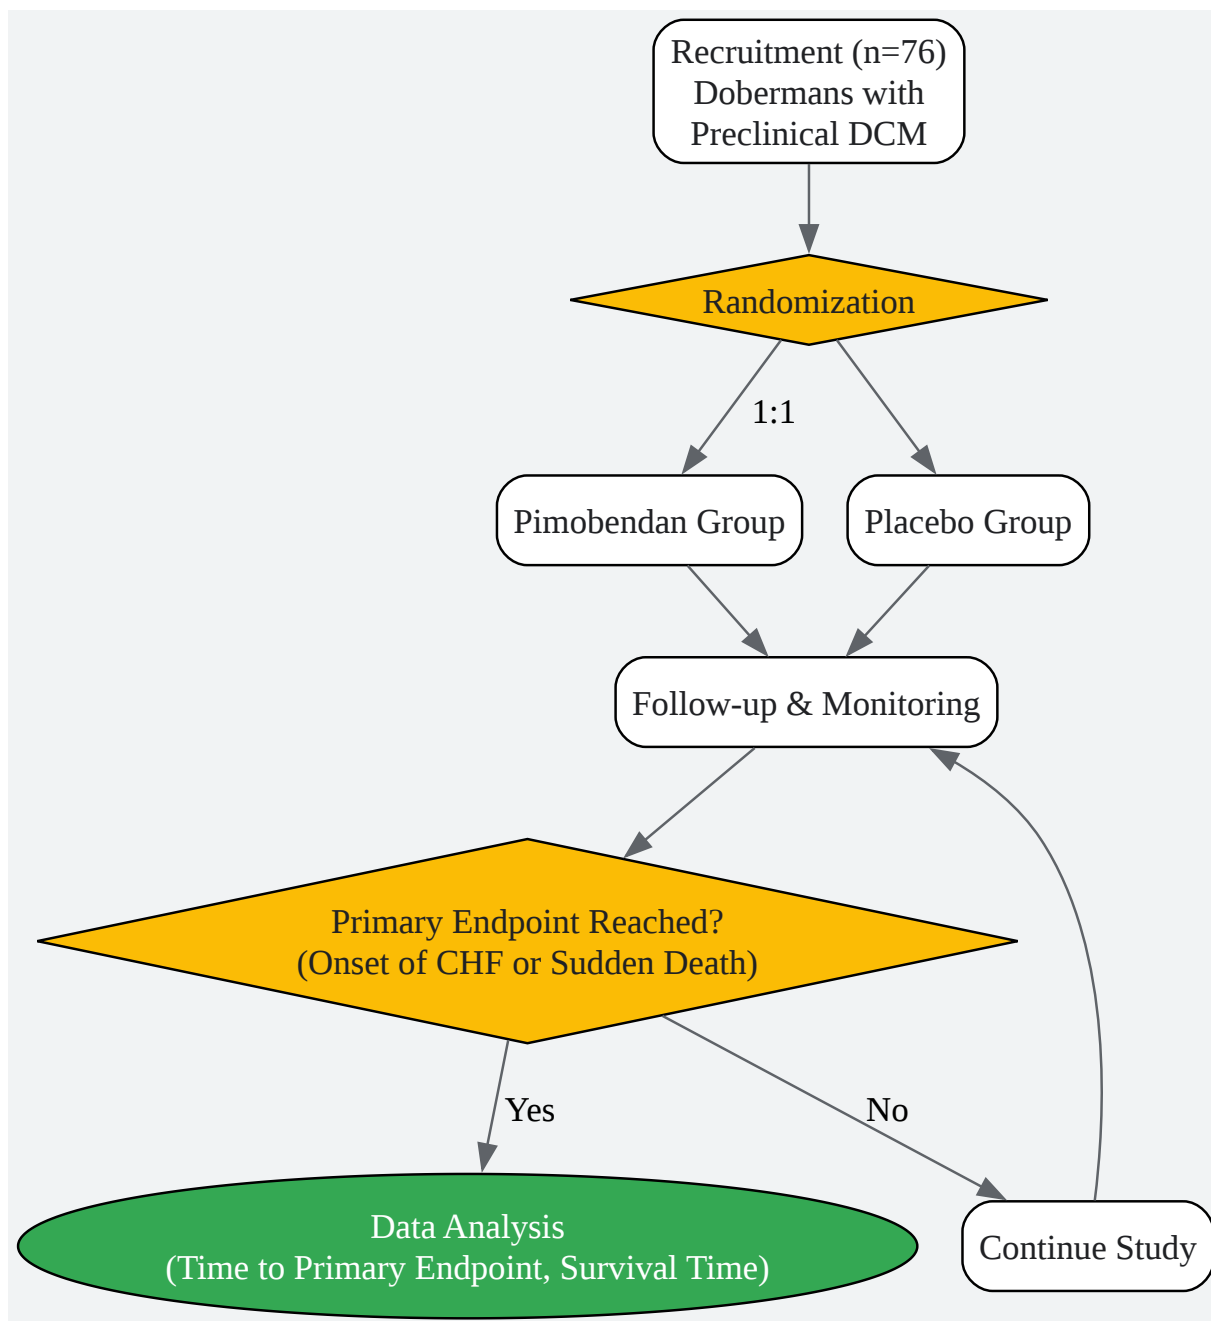 Recruitment (n=76)
Dobermans with
Preclinical DCM
Randomization
1:1
Pimobendan Group
Placebo Group
Follow-up & Monitoring
Primary Endpoint Reached?
(Onset of CHF or Sudden Death)
Yes
No
Data Analysis
(Time to Primary Endpoint, Survival Time)
Continue Study